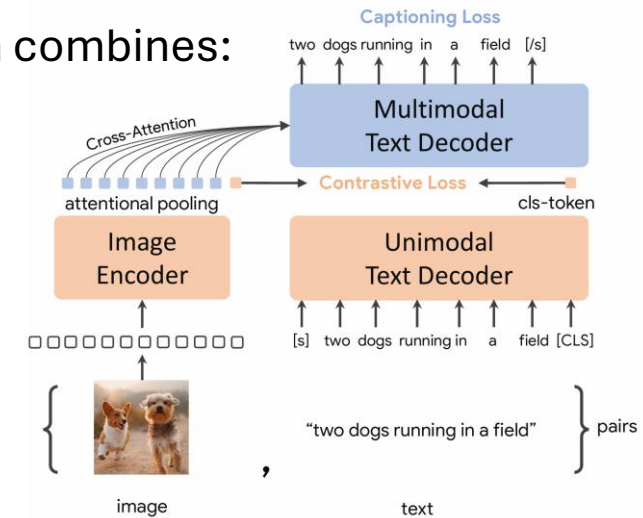 combines:
Captioning Loss
two dogs running in a field [/s]
Multimodal
Text Decoder
Cross-Attention
Contrastive Loss
attentional pooling
cls-token
Image
Encoder
Unimodal
Text Decoder
[s] two dogs running in a field [CLS]
“two dogs running in a field”
pairs
,
image
text